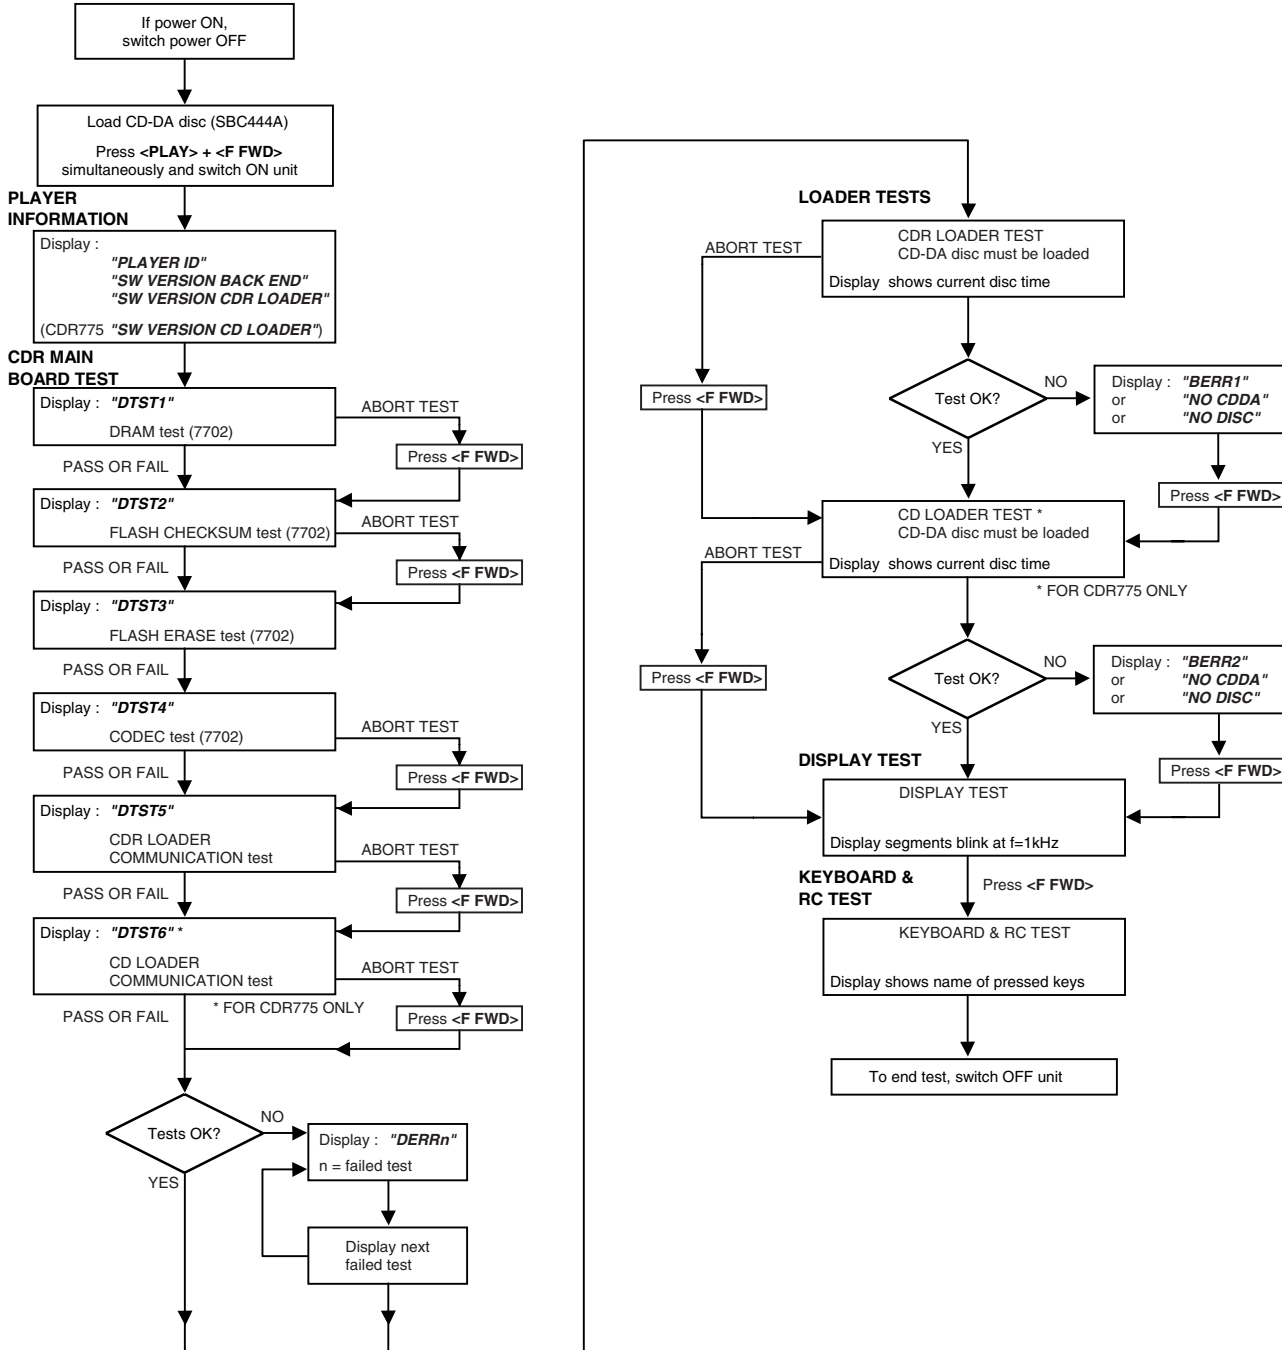 If power ON,
switch power OFF
Load CD-DA disc (SBC444A)
Press <PLAY> + <F FWD>
simultaneously and switch ON unit
PLAYER
INFORMATION
Display :
"PLAYER ID"
"SW VERSION BACK END"
"SW VERSION CDR LOADER"
(CDR775 "SW VERSION CD LOADER")
CDR MAIN
BOARD TEST
Display : "DTST1"
DRAM test (7702)
ABORT TEST
Press <F FWD>
PASS OR FAIL
Display : "DTST2"
FLASH CHECKSUM test (7702)
ABORT TEST
Press <F FWD>
PASS OR FAIL
Display : "DTST3"
FLASH ERASE test (7702)
PASS OR FAIL
Display : "DTST4"
CODEC test (7702)
ABORT TEST
Press <F FWD>
PASS OR FAIL
Display : "DTST5"
CDR LOADER
COMMUNICATION test
ABORT TEST
Press <F FWD>
PASS OR FAIL
Display : "DTST6" *
CD LOADER
COMMUNICATION test
ABORT TEST
* FOR CDR775 ONLY
Press <F FWD>
PASS OR FAIL
Tests OK?
NO
YES
Display : "DERRn"
n = failed test
Display next
failed test
LOADER TESTS
CDR LOADER TEST
CD-DA disc must be loaded
Display shows current disc time
ABORT TEST
Press <F FWD>
Test OK?
NO
YES
Display : "BERR1"
or "NO CDDA"
or "NO DISC"
Press <F FWD>
CD LOADER TEST *
CD-DA disc must be loaded
Display shows current disc time
* FOR CDR775 ONLY
ABORT TEST
Press <F FWD>
Test OK?
NO
YES
Display : "BERR2"
or "NO CDDA"
or "NO DISC"
Press <F FWD>
DISPLAY TEST
DISPLAY TEST
Display segments blink at f=1kHz
Press <F FWD>
KEYBOARD &
RC TEST
KEYBOARD & RC TEST
Display shows name of pressed keys
To end test, switch OFF unit